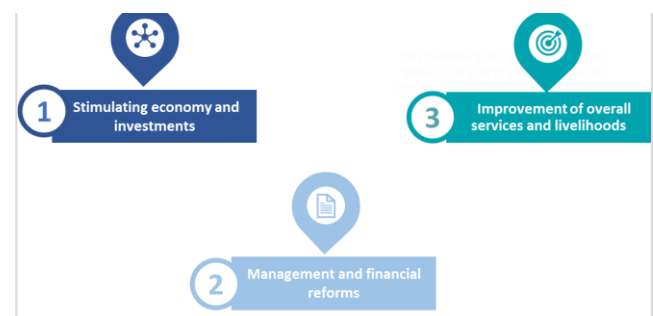 1
Stimulating economy and
investments
3
Improvement of overall
services and livelihoods
2
Management and financial
reforms